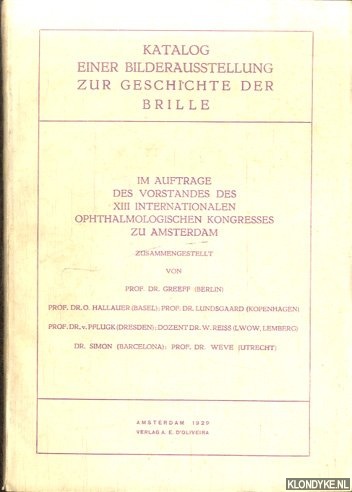 KATALOG
EINER BILDERAUSSTELLUNG
ZUR GESCHICHTE DER
BRILLE
IM AUFTRAGE
DES VORSTANDES DES
XIII INTERNATIONALEN
OPHTHALMOLOGISCHEN KONGRESSES
ZU AMSTERDAM
ZUSAMMENGESTELLT
VON
PROF. DR. GREEFF (BERLIN)
PROF. DR. O. HALLAUER (BASEL); PROF. DR. LUNDSGAARD (KOPENHAGEN)
PROF. DR. v. PFLUGK (DRESDEN); DOZENT DR. W. REISS (LWOW, LEMBERG)
DR. SIMON (BARCELONA); PROF. DR. WEVE (UTRECHT)
AMSTERDAM 1929
VERLAG A. E. D'OLIVEIRA
KLONDYKE.NL